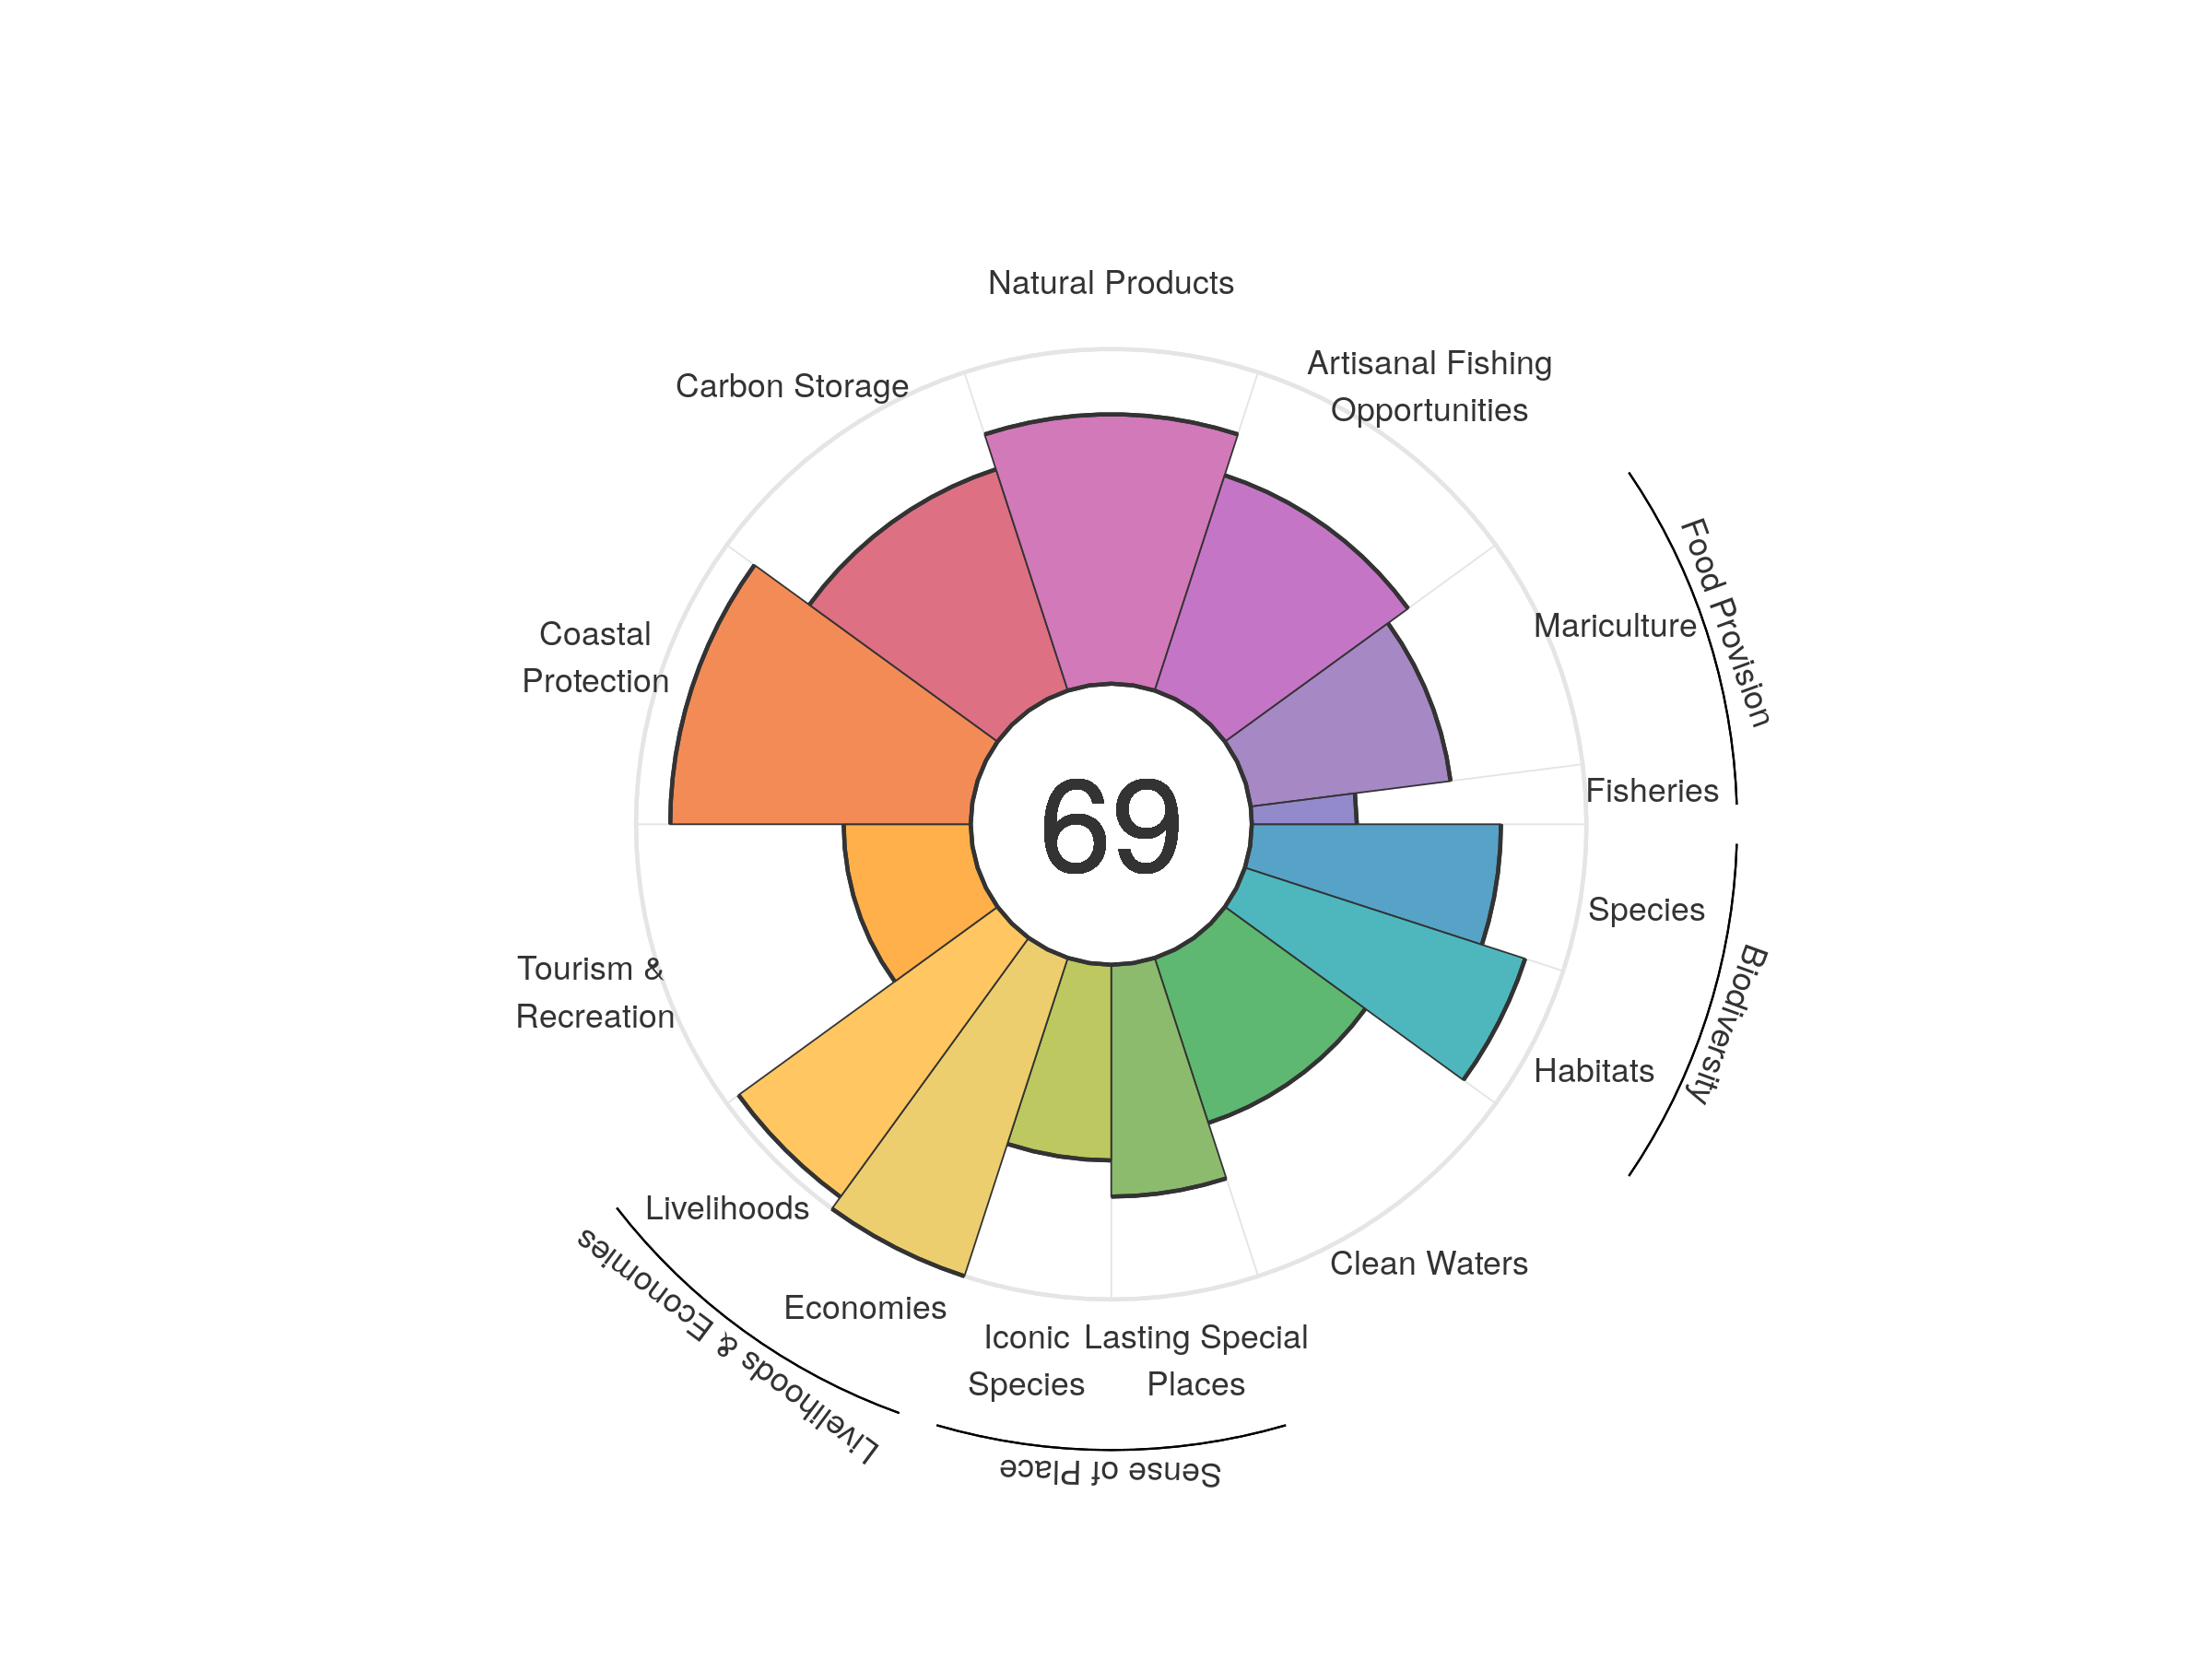 Natural Products
Artisanal Fishing
Opportunities
Carbon Storage
Food Provision
Mariculture
Coastal
Protection
69
Fisheries
Species
Biodiversity
Tourism &
Recreation
Habitats
Livelihoods
Clean Waters
Economies
Livelihoods & Economies
Iconic
Species
Lasting Special
Places
Sense of Place